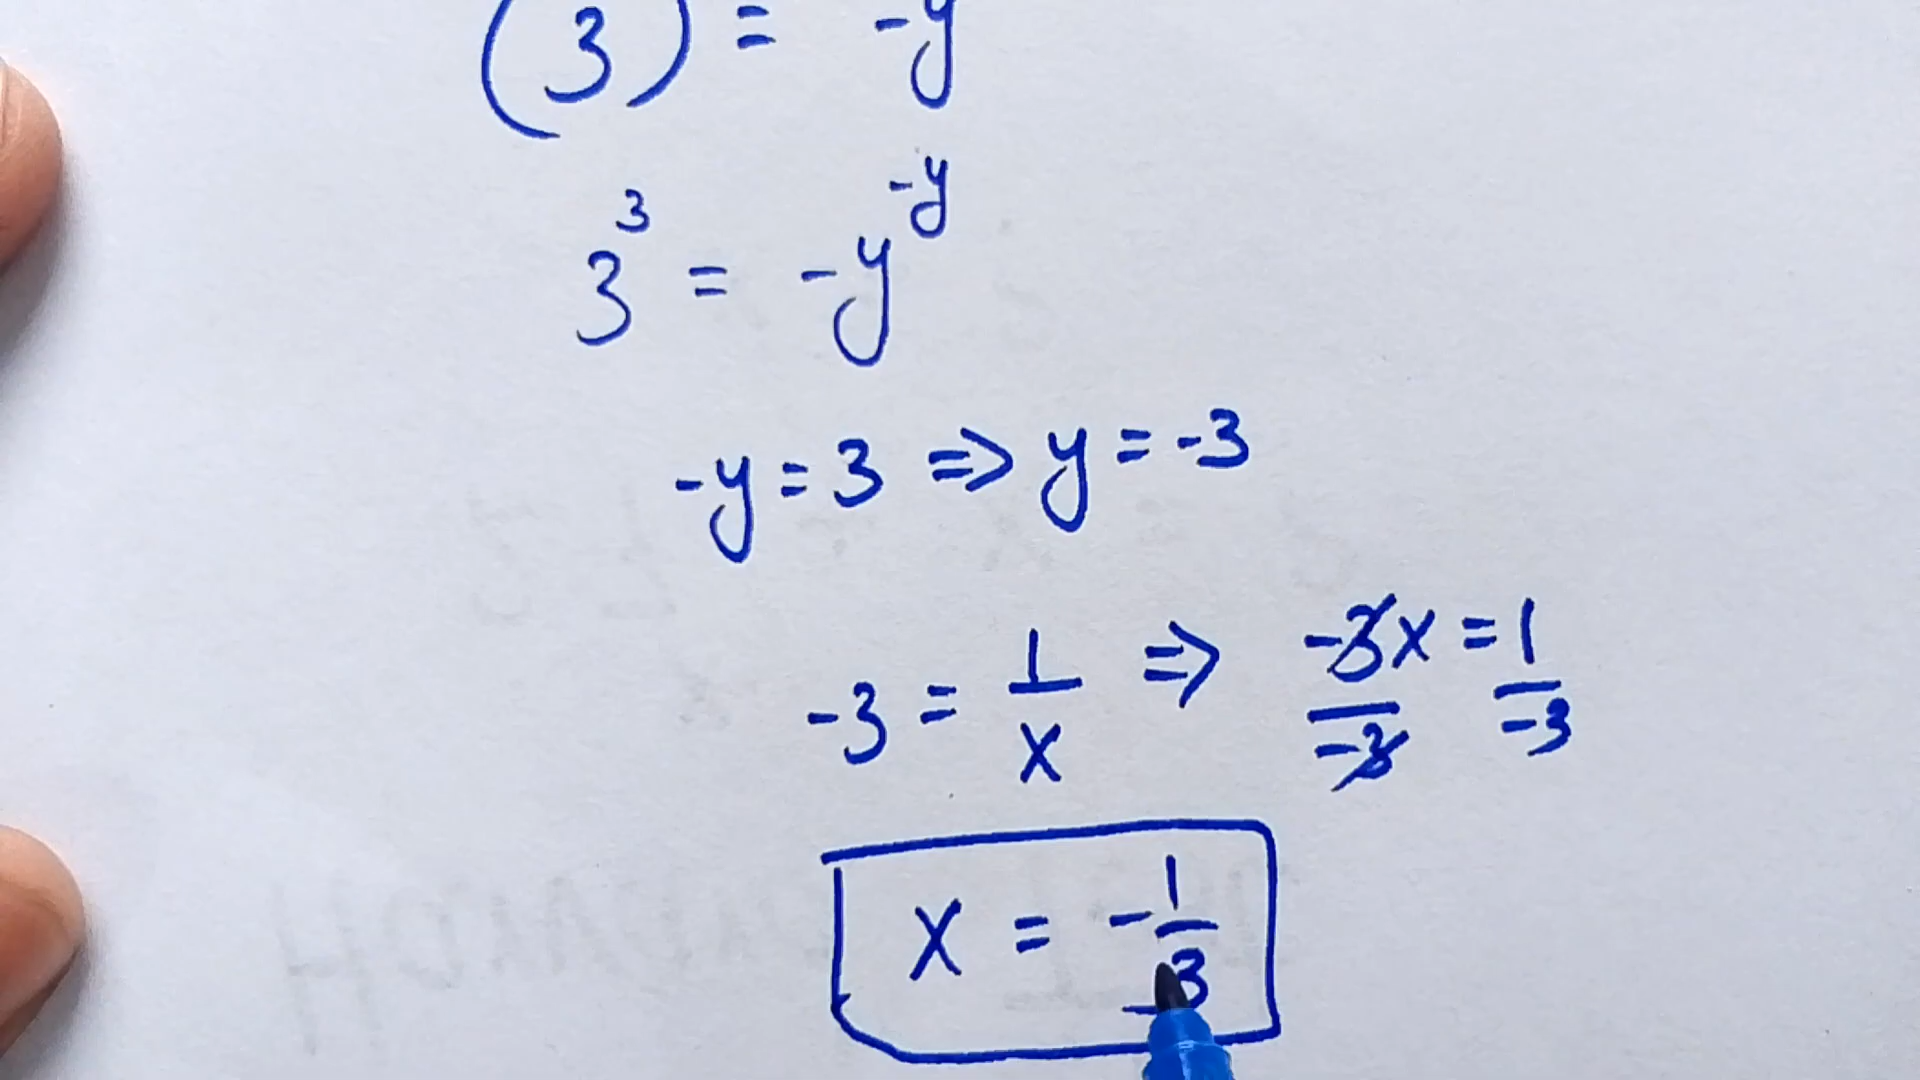 (3) = -y
3³ = -y^-y
-y = 3 => y = -3
-3 = 1/x => -3x/-3 = 1/-3
x = -1/3